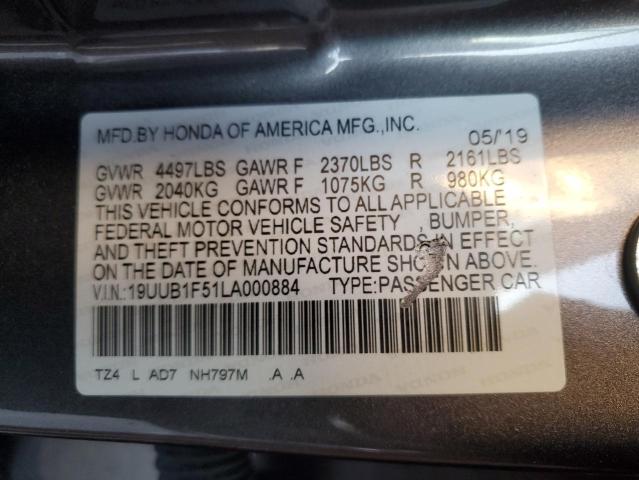 MFD.BY HONDA OF AMERICA MFG.,INC. 05/'19
GVWR 4497LBS GAWR F 2370LBS R 2161LBS
GVWR 2040KG GAWR F 1075KG R 980KG
THIS VEHICLE CONFORMS TO ALL APPLICABLE
FEDERAL MOTOR VEHICLE SAFETY , BUMPER,
AND THEFT PREVENTION STANDARDS IN EFFECT
ON THE DATE OF MANUFACTURE SHOWN ABOVE.
V.I.N.:19UUB1F51LA000884 TYPE:PASSENGER CAR
TZ4 L AD7 NH797M .A .A